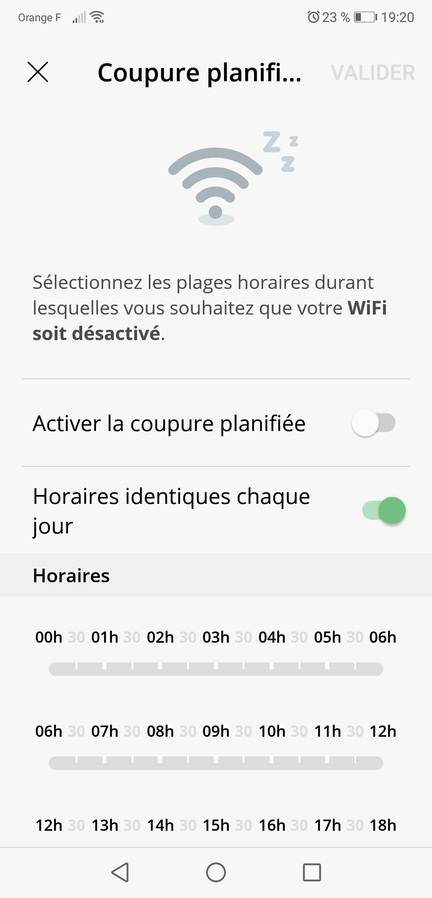 Orange F 23 % 19:20
Coupure planifi... VALIDER
Z z
z
Sélectionnez les plages horaires durant
lesquelles vous souhaitez que votre WiFi
soit désactivé.
Activer la coupure planifiée
Horaires identiques chaque
jour
Horaires
00h 30 01h 30 02h 30 03h 30 04h 30 05h 30 06h
06h 30 07h 30 08h 30 09h 30 10h 30 11h 30 12h
12h 30 13h 30 14h 30 15h 30 16h 30 17h 30 18h